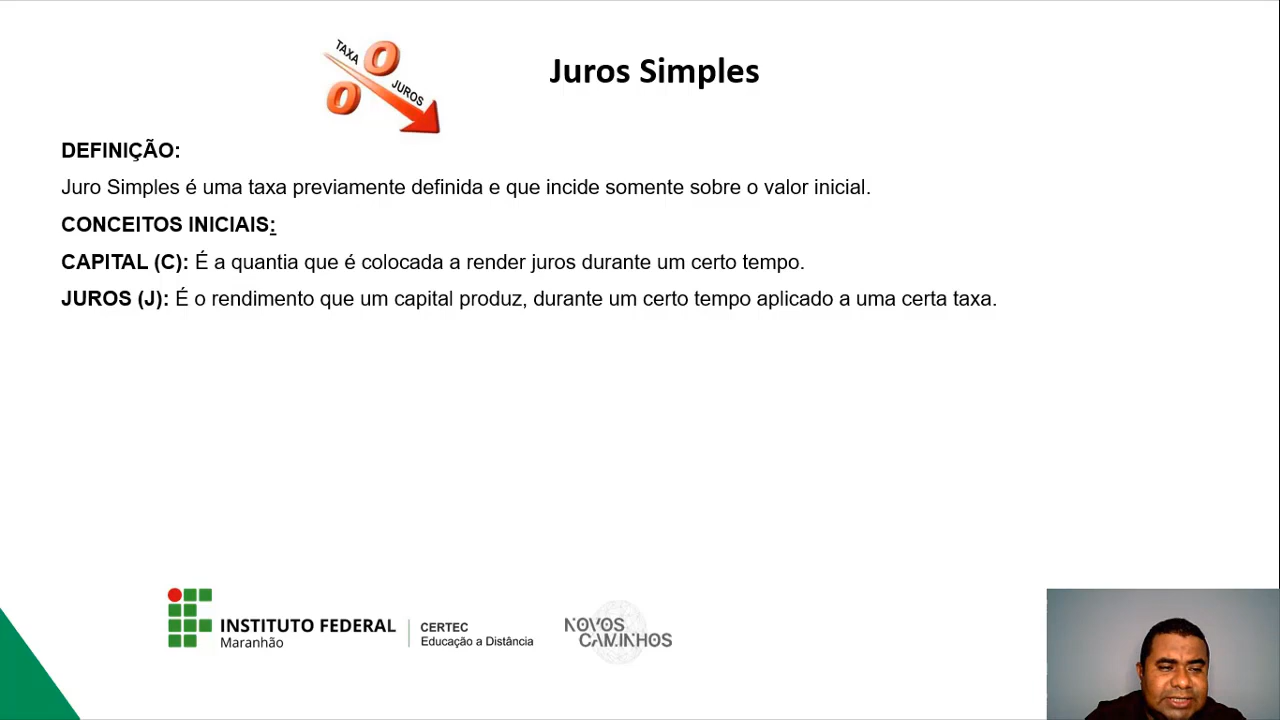 TAXA
JUROS
Juros Simples
DEFINIÇÃO:
Juro Simples é uma taxa previamente definida e que incide somente sobre o valor inicial.
CONCEITOS INICIAIS:
CAPITAL (C): É a quantia que é colocada a render juros durante um certo tempo.
JUROS (J): É o rendimento que um capital produz, durante um certo tempo aplicado a uma certa taxa.
INSTITUTO FEDERAL
Maranhão
CERTEC
Educação a Distância
NOVOS
CAMINHOS